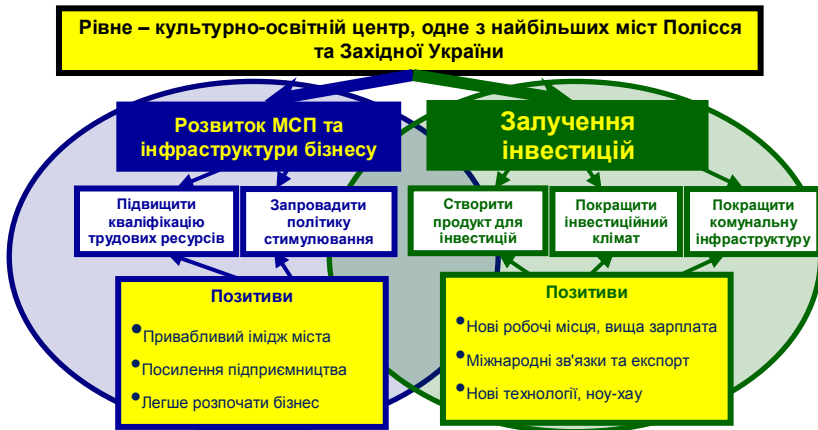 Рівне – культурно-освітній центр, одне з найбільших міст Полісся
та Західної України
Розвиток МСП та
інфраструктури бізнесу
Залучення
інвестицій
Підвищити
кваліфікацію
трудових ресурсів
Запровадити
політику
стимулювання
Створити
продукт для
інвестицій
Покращити
інвестиційний
клімат
Покращити
комунальну
інфраструктуру
Позитиви
•Привабливий імідж міста
•Посилення підприємництва
•Легше розпочати бізнес
Позитиви
•Нові робочі місця, вища зарплата
•Міжнародні зв'язки та експорт
•Нові технології, ноу-хау